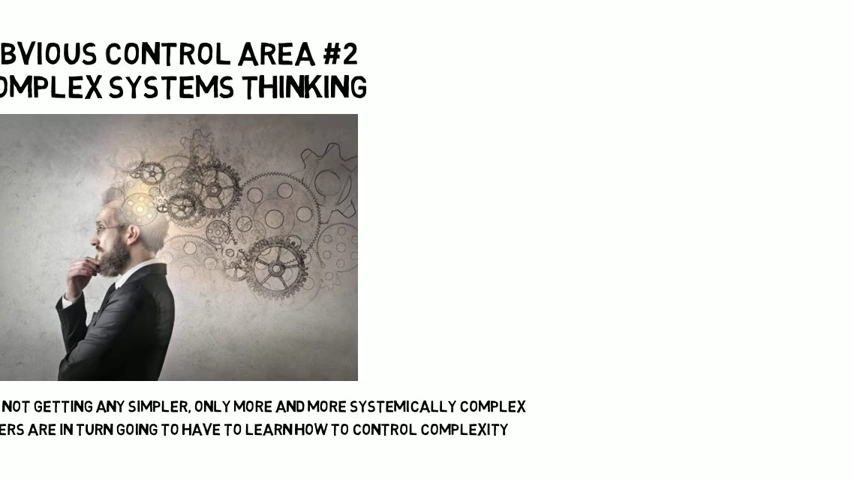 BVIOUS CONTROL AREA #2
OMPLEX SYSTEMS THINKING
NOT GETTING ANY SIMPLER, ONLY MORE AND MORE SYSTEMICALLY COMPLEX
ERS ARE IN TURN GOING TO HAVE TO LEARN HOW TO CONTROL COMPLEXITY